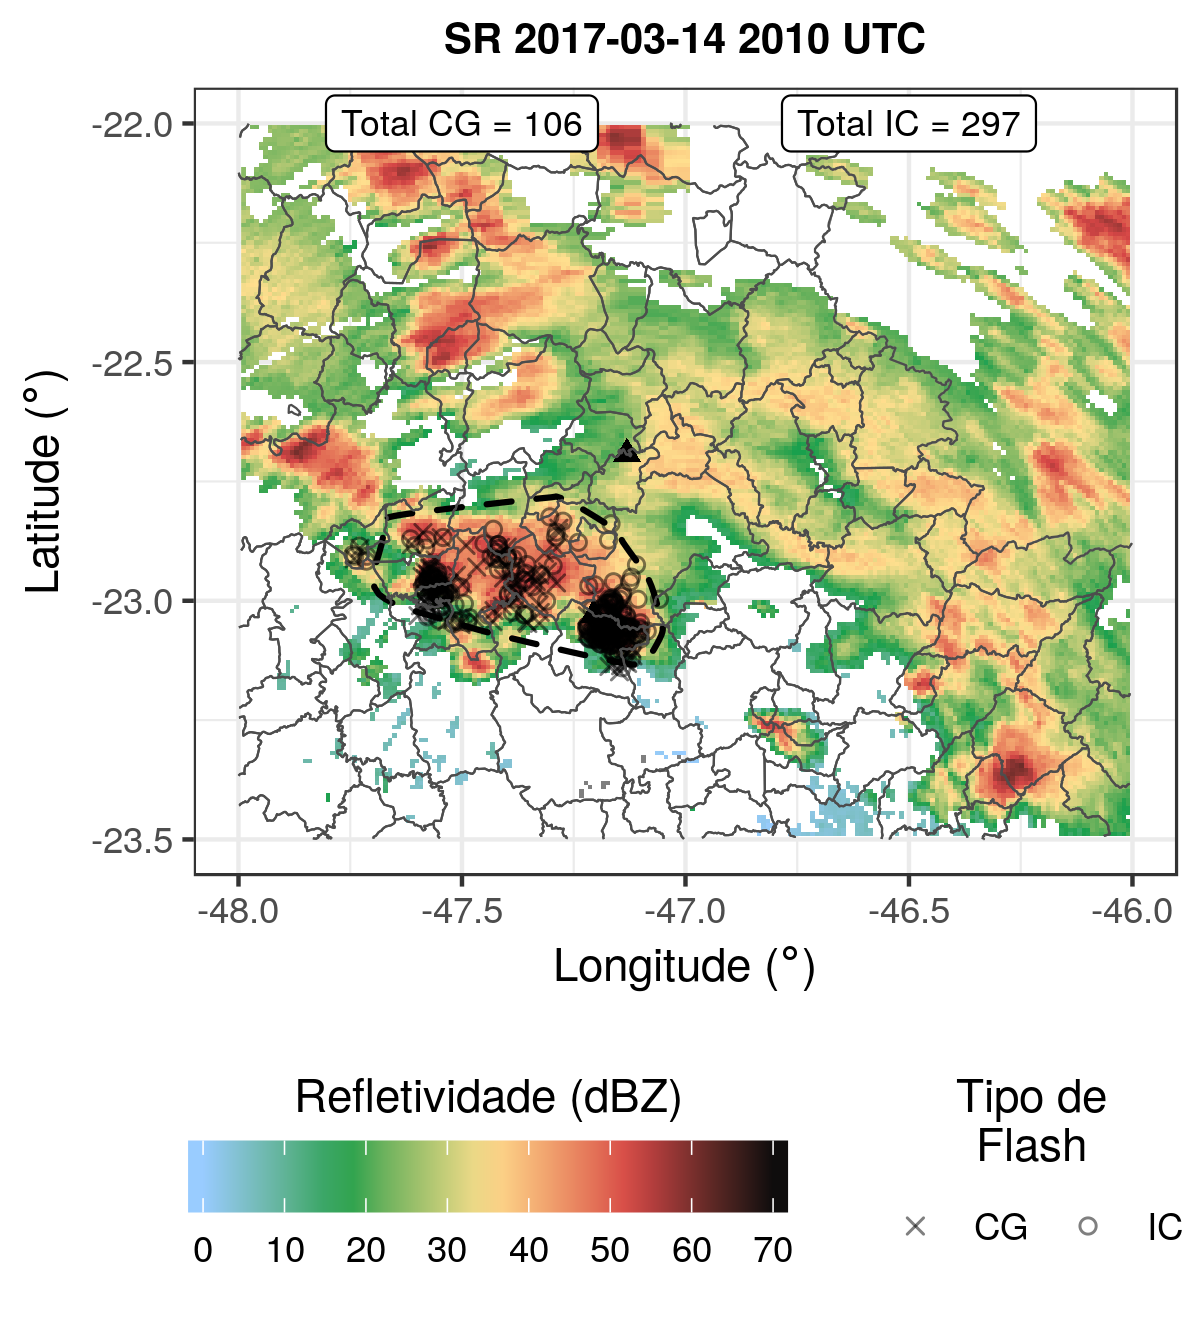 SR 2017-03-14 2010 UTC
Total CG = 106
Total IC = 297
Latitude (°)
-22.0
-22.5
-23.0
-23.5
-48.0
-47.5
-47.0
-46.5
-46.0
Longitude (°)
Refletividade (dBZ)
0 10 20 30 40 50 60 70
Tipo de
Flash
CG
IC